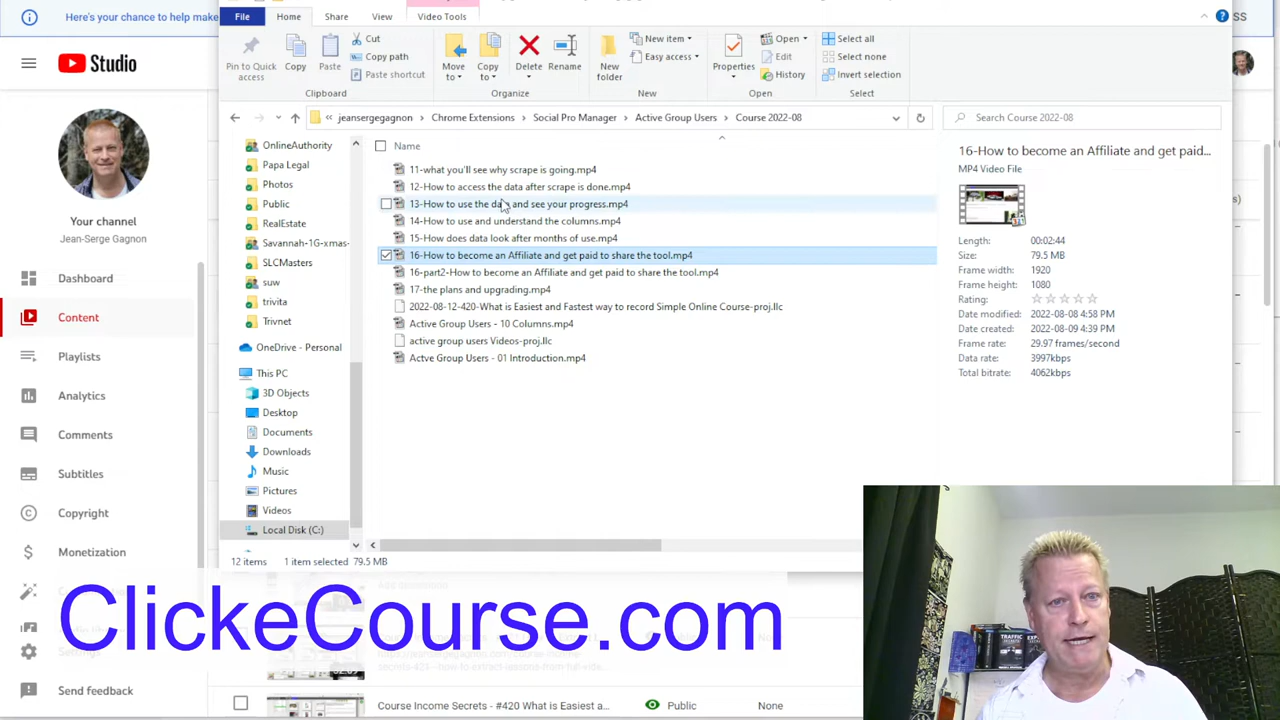 Here's your chance to help make
File
Home
Share
View
Video Tools
SS
Pin to Quick access
Copy
Paste
Cut
Copy path
Paste shortcut
Clipboard
Move to
Copy to
Delete
Rename
Organize
New folder
New item
Easy access
New
Properties
Open
Edit
History
Open
Select all
Select none
Invert selection
Select
Studio
« jeansergegagnon > Chrome Extensions > Social Pro Manager > Active Group Users > Course 2022-08
Search Course 2022-08
Your channel
Jean-Serge Gagnon
Dashboard
Content
Playlists
Analytics
Comments
Subtitles
Copyright
Monetization
Send feedback
OnlineAuthority
Papa Legal
Photos
Public
RealEstate
Savannah-1G-xmas-
SLCMasters
suw
trivita
Trivnet
OneDrive - Personal
This PC
3D Objects
Desktop
Documents
Downloads
Music
Pictures
Videos
Local Disk (C:)
Name
11-what you'll see why scrape is going.mp4
12-How to access the data after scrape is done.mp4
13-How to use the data and see your progress.mp4
14-How to use and understand the columns.mp4
15-How does data look after months of use.mp4
16-How to become an Affiliate and get paid to share the tool.mp4
16-part2-How to become an Affiliate and get paid to share the tool.mp4
17-the plans and upgrading.mp4
2022-08-12-420-What is Easiest and Fastest way to record Simple Online Course-proj.llc
Active Group Users - 10 Columns.mp4
active group users Videos-proj.llc
Actve Group Users - 01 Introduction.mp4
16-How to become an Affiliate and get paid...
MP4 Video File
Length: 00:02:44
Size: 79.5 MB
Frame width: 1920
Frame height: 1080
Rating:
Date modified: 2022-08-08 4:58 PM
Date created: 2022-08-09 4:39 PM
Frame rate: 29.97 frames/second
Data rate: 3997kbps
Total bitrate: 4062kbps
12 items
1 item selected 79.5 MB
ClickeCourse.com
Course Income Secrets - #420 What is Easiest a...
Public
None
TRAFFIC